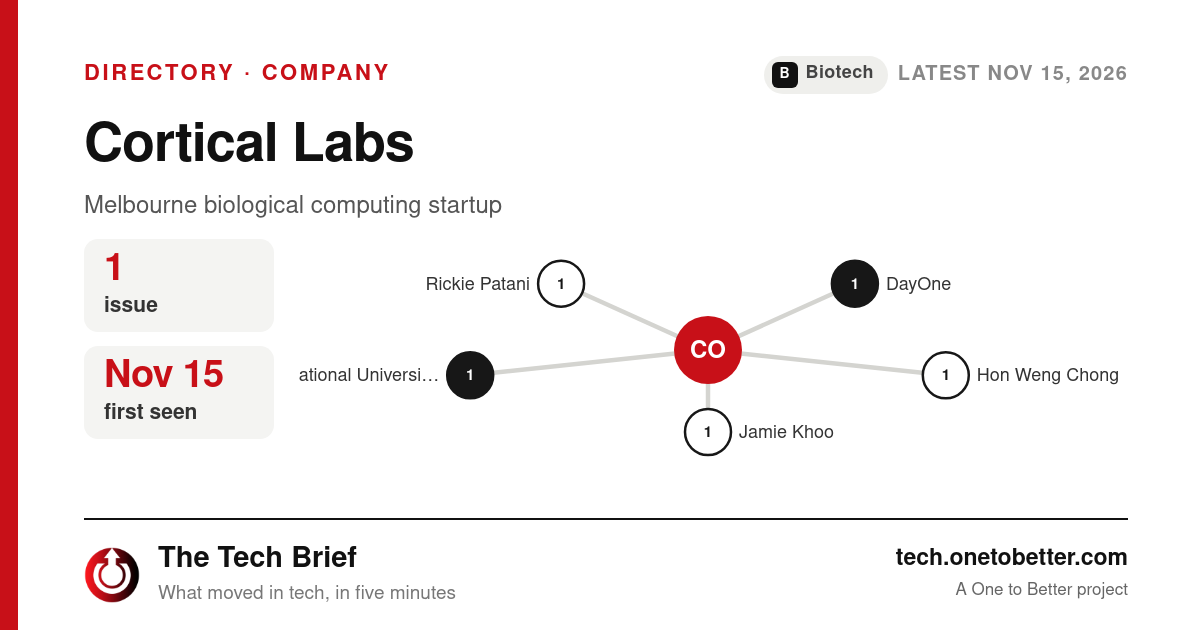 DIRECTORY · COMPANY
B Biotech LATEST NOV 15, 2026
Cortical Labs
Melbourne biological computing startup
1
issue
Nov 15
first seen
Rickie Patani 1
1 DayOne
CO
ational Universi… 1
1 Hon Weng Chong
1 Jamie Khoo
The Tech Brief
What moved in tech, in five minutes
tech.onetobetter.com
A One to Better project